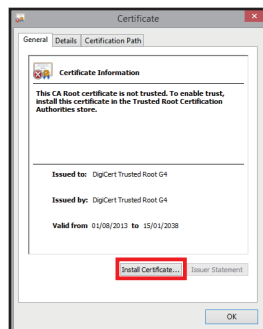 Certificate
General Details Certification Path
Certificate Information
This CA Root certificate is not trusted. To enable trust,
install this certificate in the Trusted Root Certification
Authorities store.
Issued to: DigiCert Trusted Root G4
Issued by: DigiCert Trusted Root G4
Valid from 01/08/2013 to 15/01/2038
Install Certificate... Issuer Statement
OK